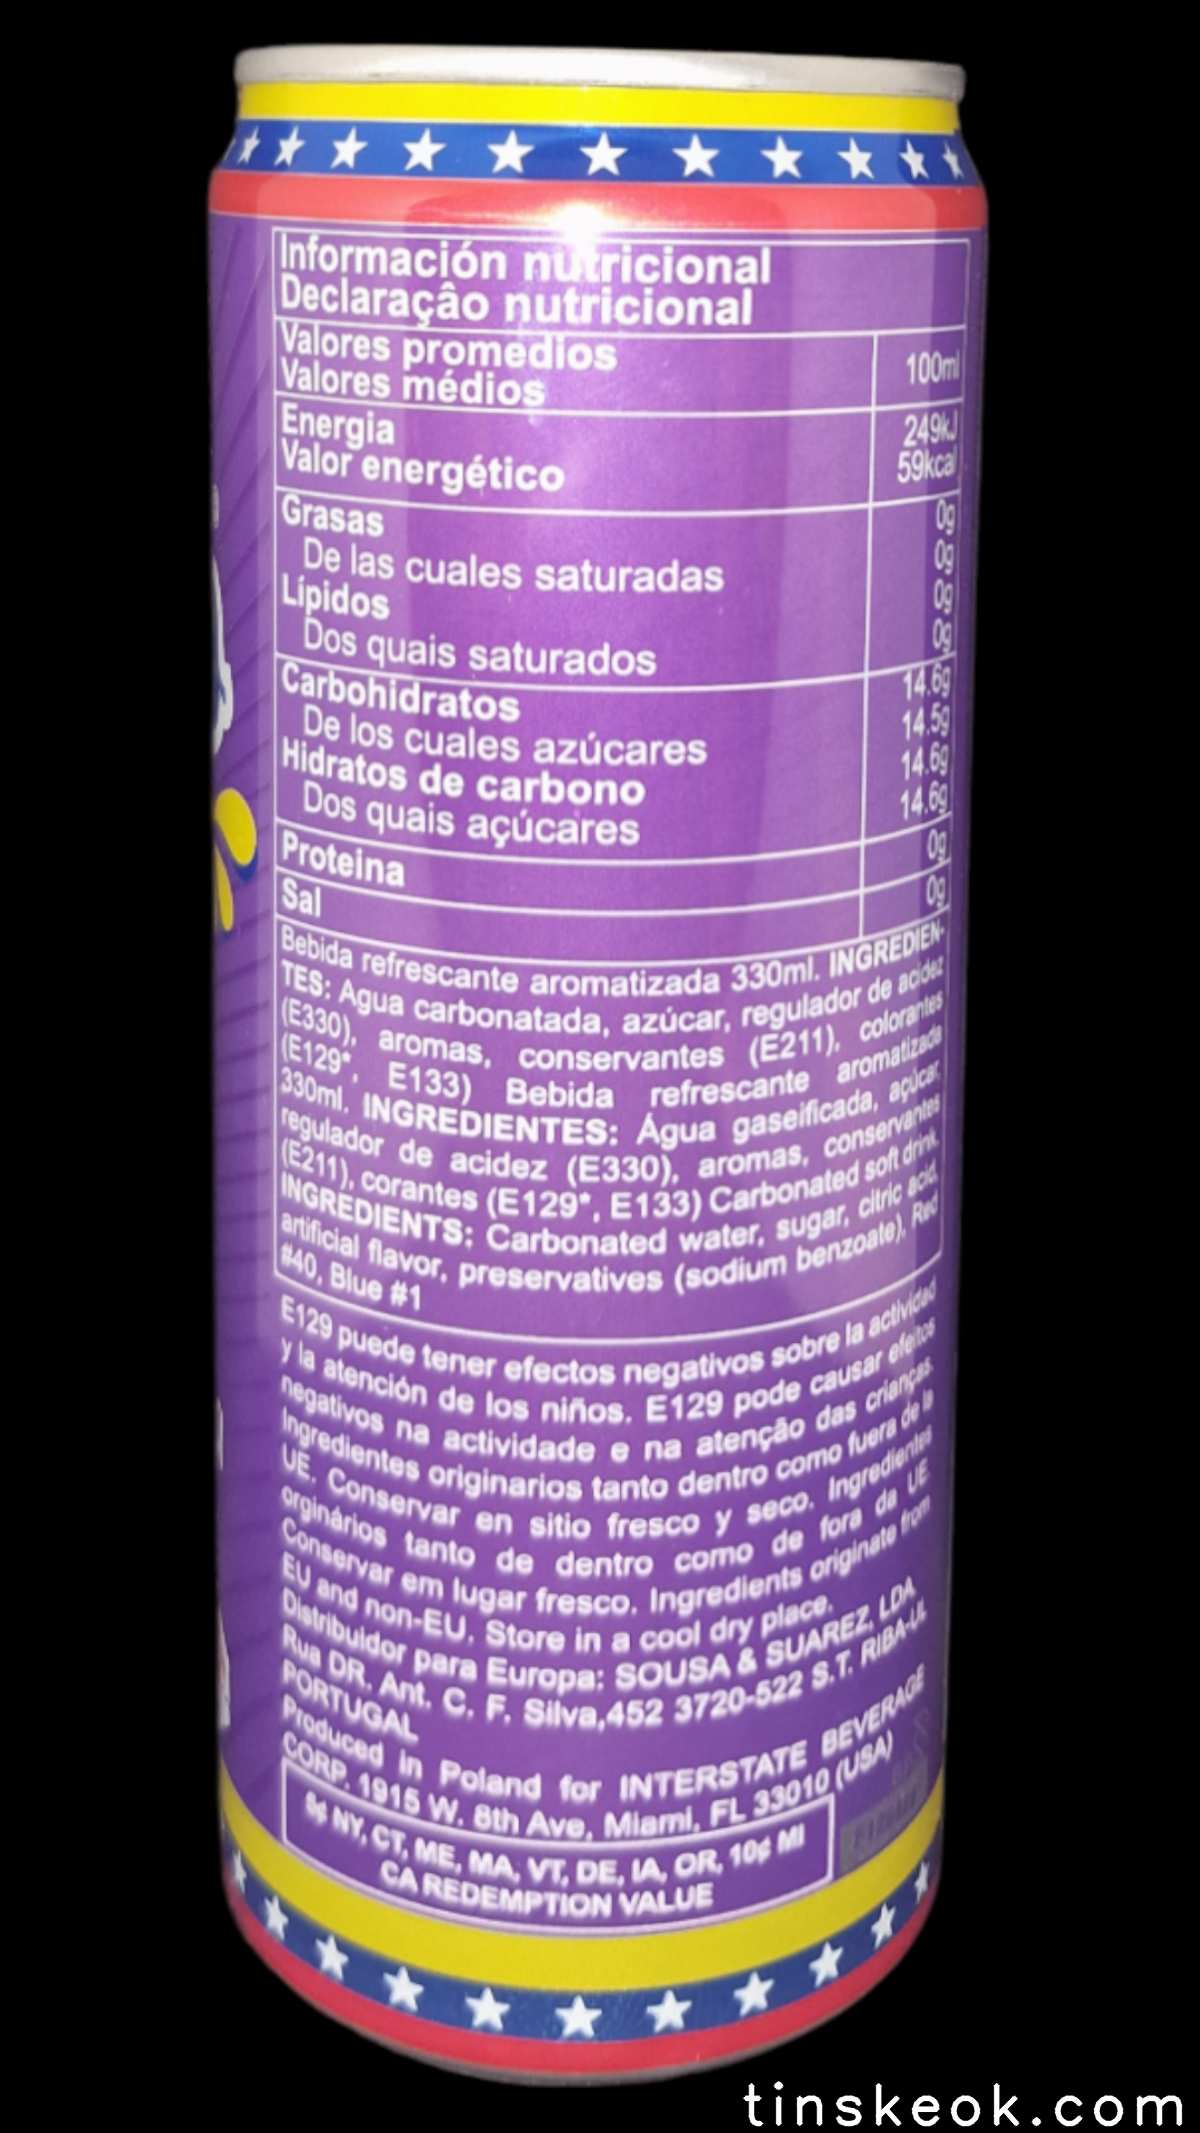 Información nutricional
Declaraçâo nutricional
Valores promedios
Valores médios
100ml
Energia
Valor energético
249kJ
59kcal
Grasas 0g
De las cuales saturadas 0g
Lípidos 0g
Dos quais saturados 0g
Carbohidratos 14.6g
De los cuales azúcares 14.5g
Hidratos de carbono 14.6g
Dos quais açúcares 14.6g
Proteina 0g
Sal 0g
Bebida refrescante aromatizada 330ml. INGREDIEN-
TES: Agua carbonatada, azúcar, regulador de acidez
(E330), aromas, conservantes (E211), colorantes
(E129*, E133) Bebida refrescante aromatizada
330ml. INGREDIENTES: Água gaseificada, açúcar,
regulador de acidez (E330), aromas, conservantes
(E211), corantes (E129*, E133) Carbonated soft drink.
INGREDIENTS: Carbonated water, sugar, citric acid,
artificial flavor, preservatives (sodium benzoate), Red
#40, Blue #1
E129 puede tener efectos negativos sobre la actividad
y la atención de los niños. E129 pode causar efeitos
negativos na actividade e na atenção das crianças.
Ingredientes originarios tanto dentro como fuera de la
UE. Conservar en sitio fresco y seco. Ingredientes
orginários tanto de dentro como de fora da UE.
Conservar em lugar fresco. Ingredients originate from
EU and non-EU. Store in a cool dry place.
Distribuidor para Europa: SOUSA & SUAREZ, LDA
Rua DR. Ant. C. F. Silva,452 3720-522 S.T. RIBA-UL
PORTUGAL
Produced in Poland for INTERSTATE BEVERAGE
CORP. 1915 W. 8th Ave, Miami, FL 33010 (USA)
5¢ NY, CT, ME, MA, VT, DE, IA, OR, 10¢ MI
CA REDEMPTION VALUE
tinskeok.com